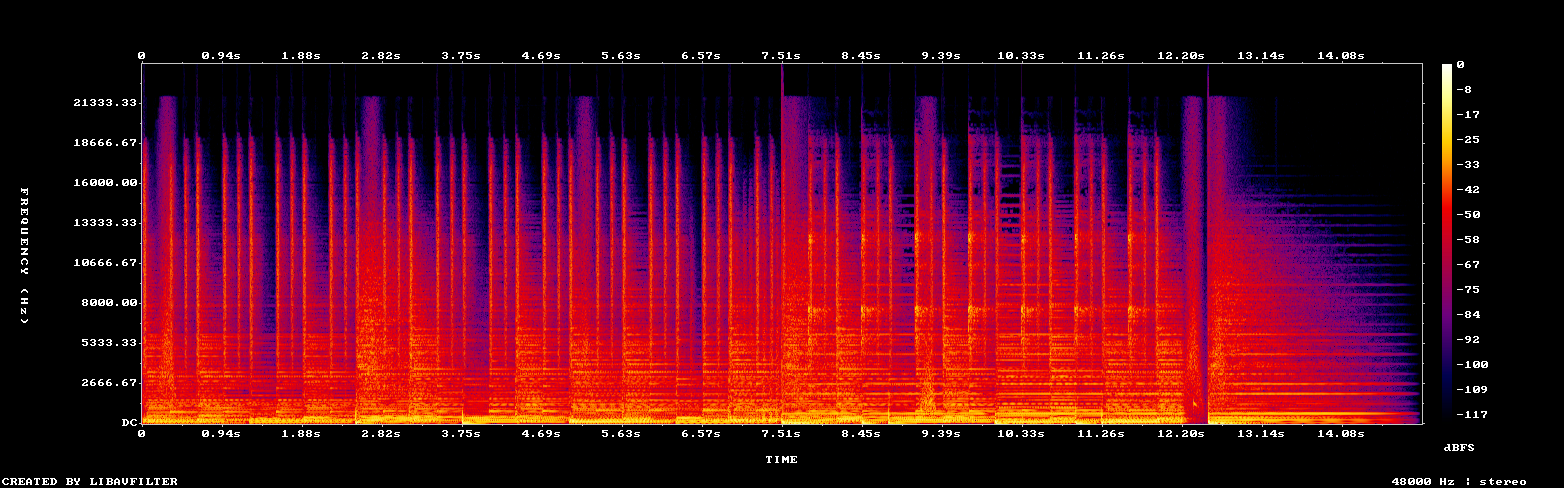 0 0.94s 1.88s 2.82s 3.75s 4.69s 5.63s 6.57s 7.51s 8.45s 9.39s 10.33s 11.26s 12.20s 13.14s 14.08s
21333.33
18666.67
16000.00
13333.33
10666.67
8000.00
5333.33
2666.67
DC
FREQUENCY (Hz)
0
-8
-17
-25
-33
-42
-50
-58
-67
-75
-84
-92
-100
-109
-117
dBFS
0 0.94s 1.88s 2.82s 3.75s 4.69s 5.63s 6.57s 7.51s 8.45s 9.39s 10.33s 11.26s 12.20s 13.14s 14.08s
TIME
CREATED BY LIBAVFILTER
48000 Hz | stereo